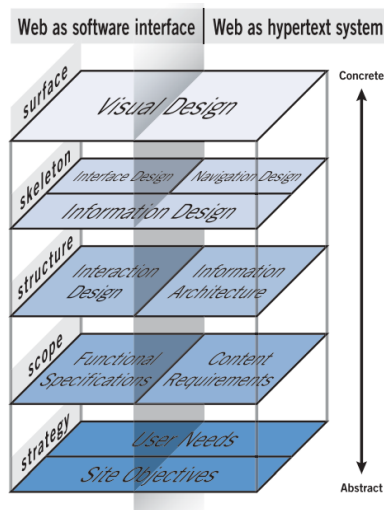 Web as software interface
Web as hypertext system
Concrete
surface
Visual Design
skeleton
Interface Design
Navigation Design
Information Design
structure
Interaction
Design
Information
Architecture
scope
Functional
Specifications
Content
Requirements
strategy
User Needs
Site Objectives
Abstract